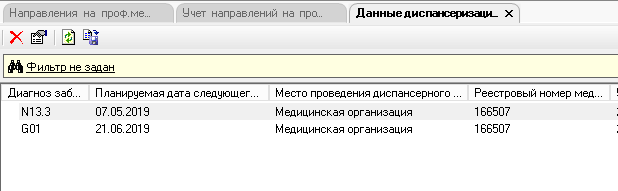 Направления на проф.ме... Учет направлений на про... Данные диспансеризаци...
Фильтр не задан
Диагноз заб... Планируемая дата следующег... Место проведения диспансерного ... Реестровый номер мед...
N13.3 07.05.2019 Медицинская организация 166507
G01 21.06.2019 Медицинская организация 166507